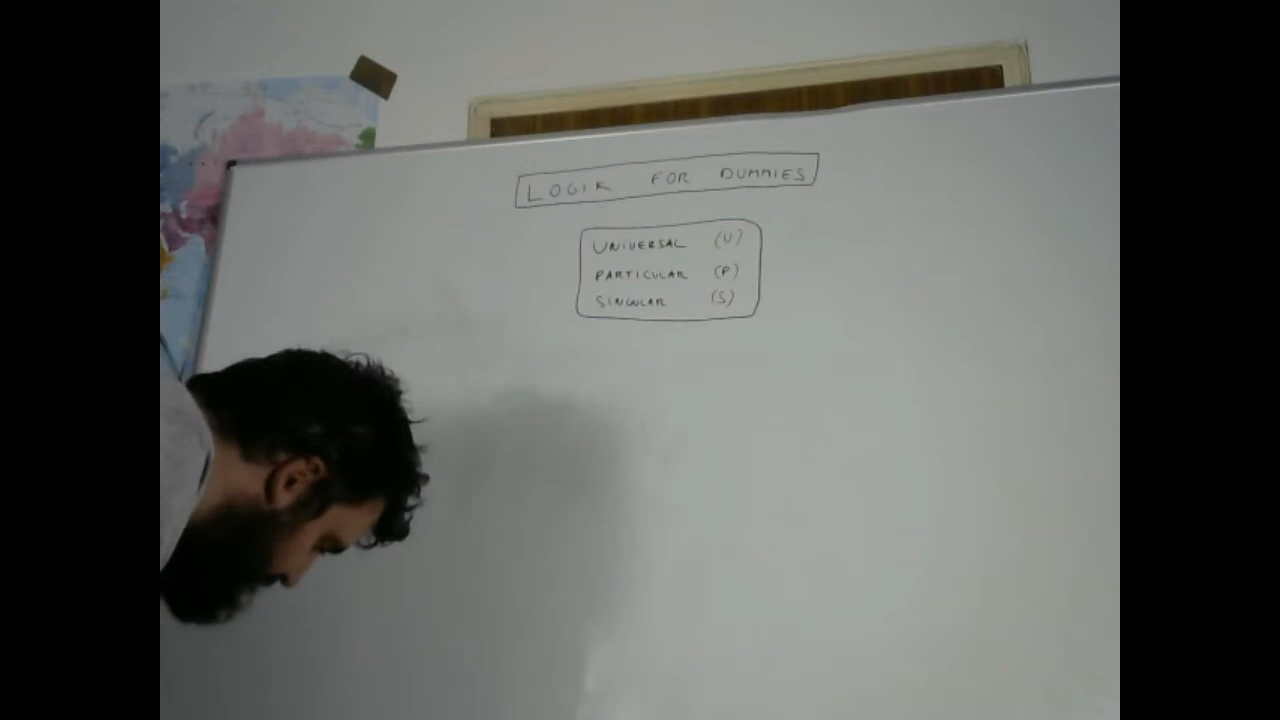 LOGIK FOR DUMMIES
UNIVERSAL (U)
PARTICULAR (P)
SINGULAR (S)